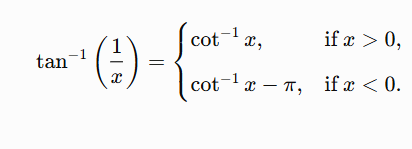 tan⁻¹ (1/x) = { cot⁻¹ x, if x > 0,
cot⁻¹ x − π, if x < 0.